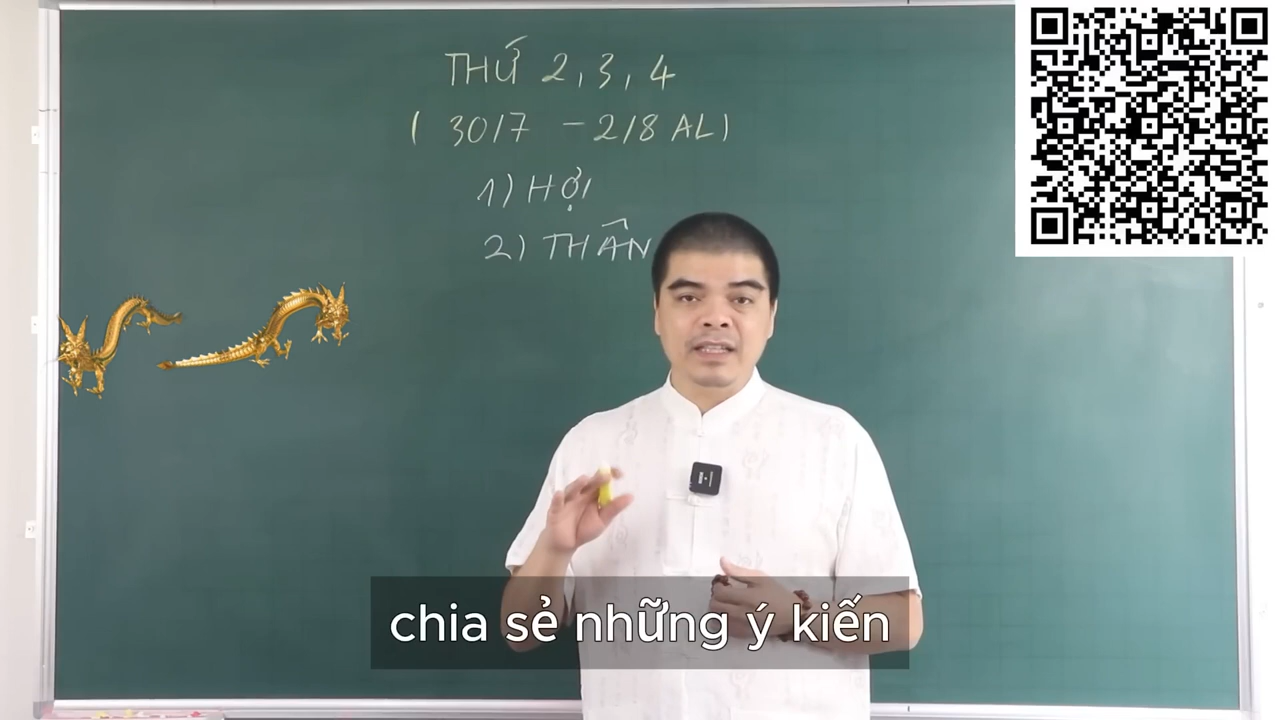 THỨ 2, 3, 4
( 30/7 - 2/8 AL)
1) HỢI
2) THÂN
chia sẻ những ý kiến